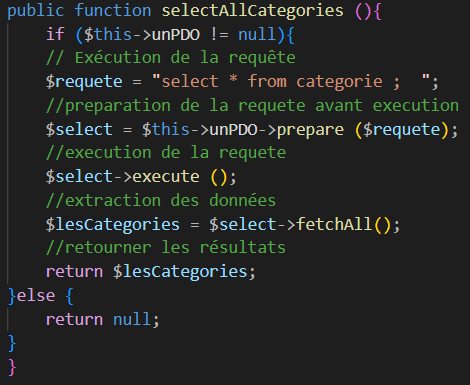 public function selectAllCategories (){
if ($this->unPDO != null){
// Exécution de la requête
$requete = "select * from categorie ;  ";
//preparation de la requete avant execution
$select = $this->unPDO->prepare ($requete);
//execution de la requete
$select->execute ();
//extraction des données
$lesCategories = $select->fetchAll();
//retourner les résultats
return $lesCategories;
}else {
return null;
}
}